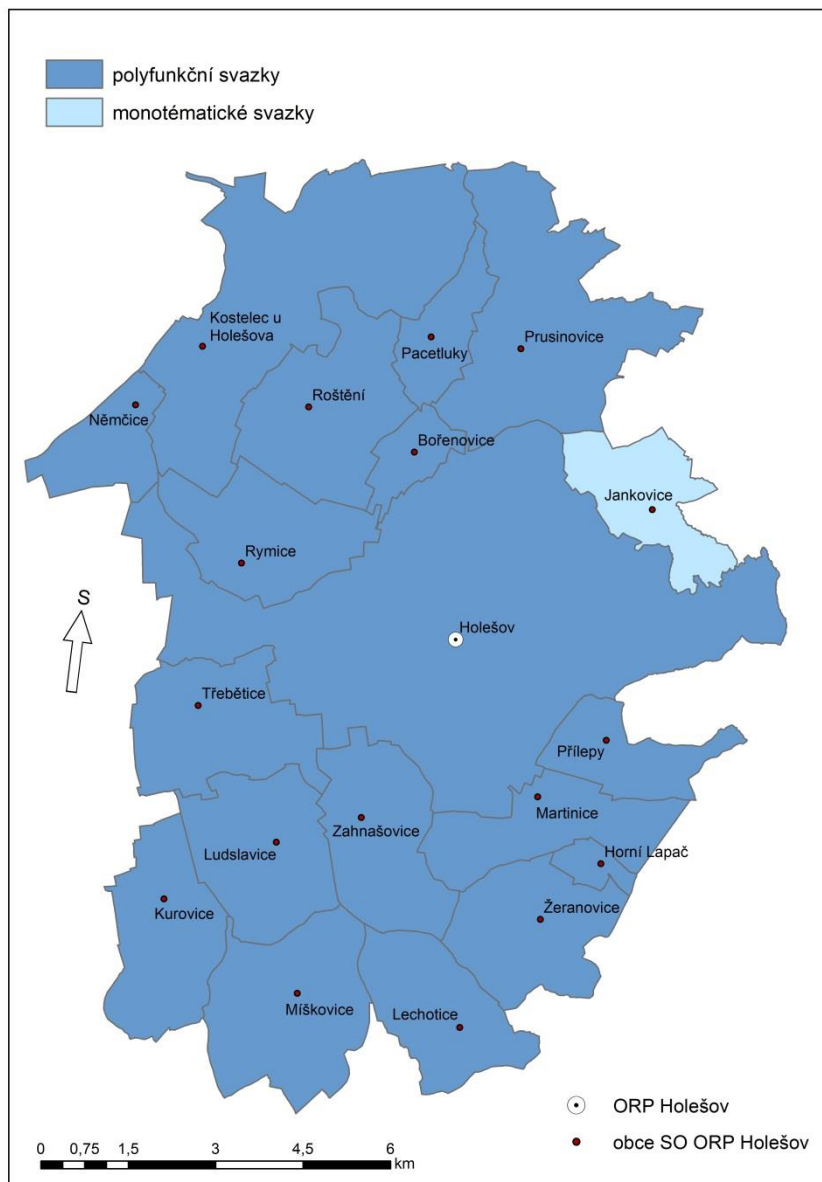 polyfunkční svazky
monotématické svazky
Kostelec u
Holešova
Pacetluky
Prusinovice
Roštění
Němčice
Bořenovice
Jankovice
Rymice
S
Holešov
Třebětice
Přílepy
Martinice
Zahnašovice
Ludslavice
Horní Lapač
Kurovice
Žeranovice
Míškovice
Lechotice
ORP Holešov
obce SO ORP Holešov
0 0,75 1,5 3 4,5 6
km